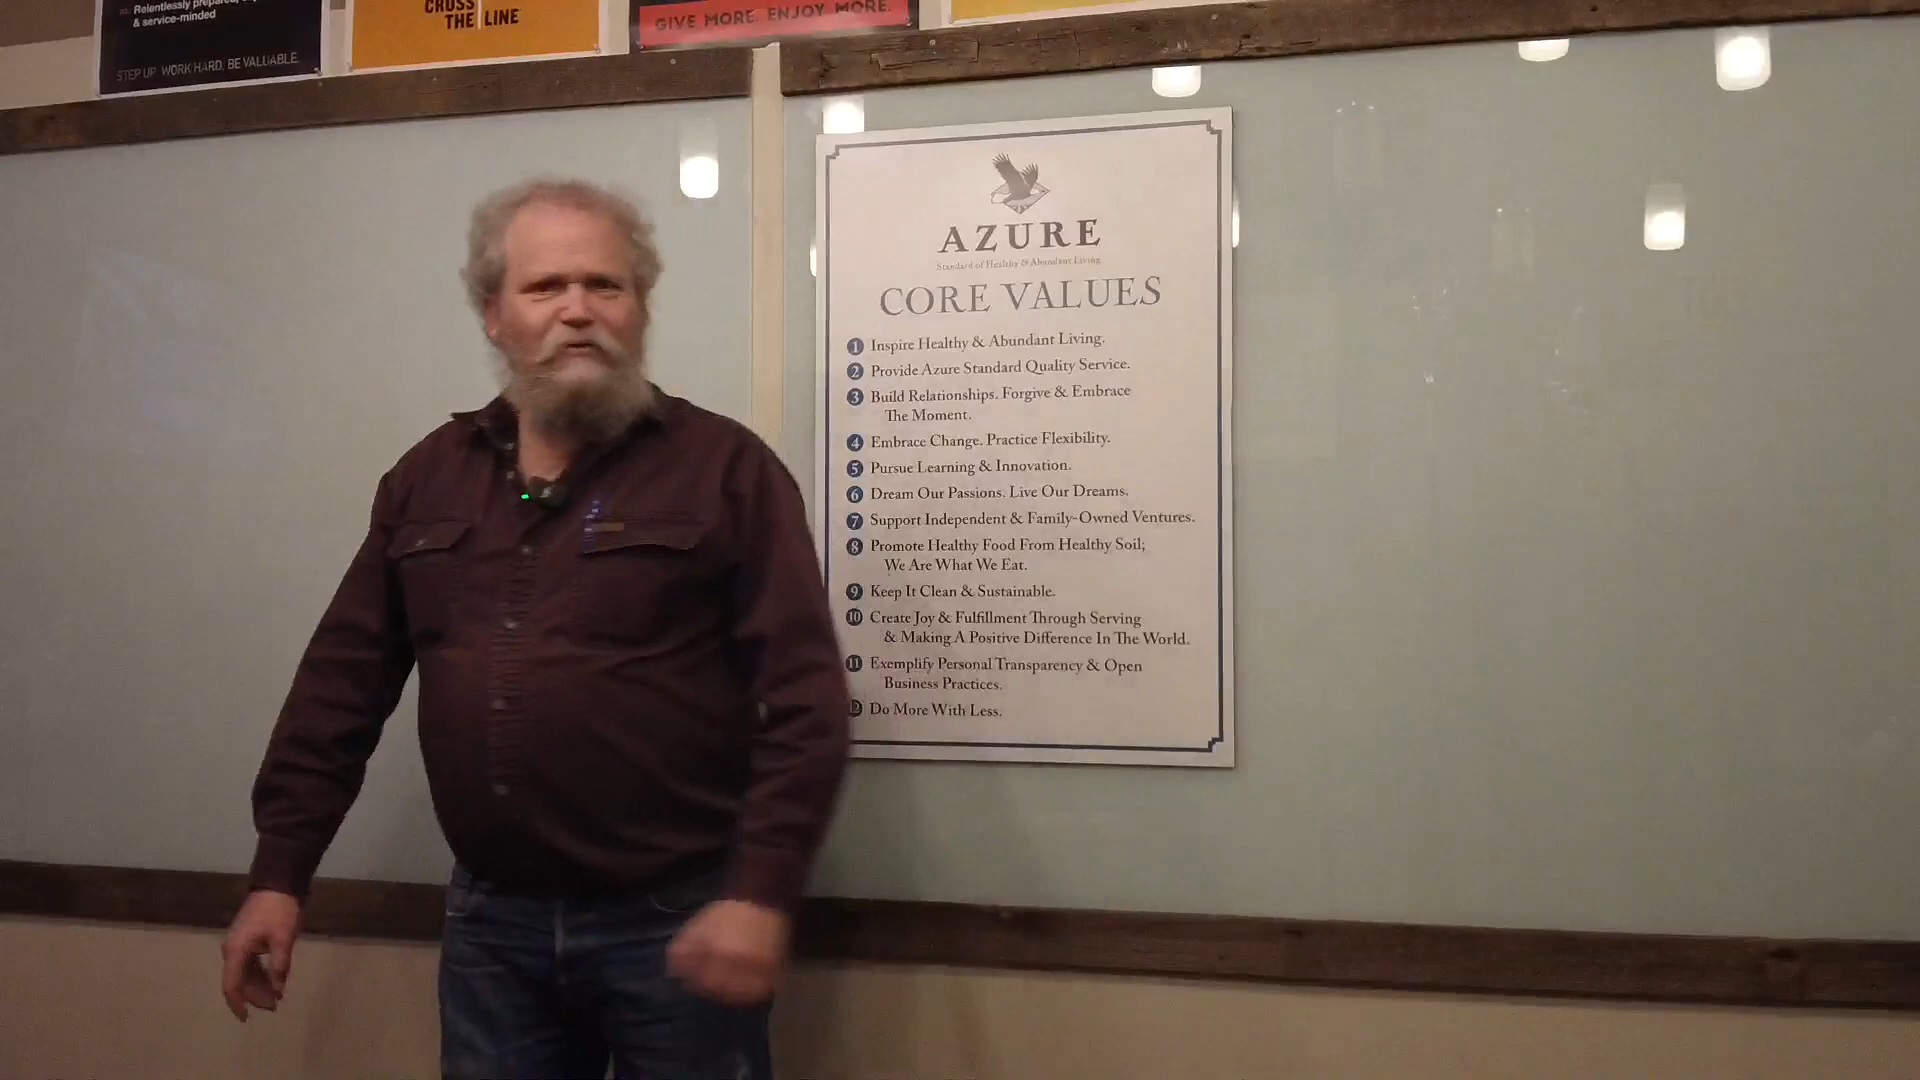 Relentlessly prepared,
& service-minded
STEP UP. WORK HARD. BE VALUABLE.
CROSS
THE LINE
GIVE MORE. ENJOY MORE.
AZURE
Standard of Healthy & Abundant Living
CORE VALUES
1 Inspire Healthy & Abundant Living.
2 Provide Azure Standard Quality Service.
3 Build Relationships. Forgive & Embrace
The Moment.
4 Embrace Change. Practice Flexibility.
5 Pursue Learning & Innovation.
6 Dream Our Passions. Live Our Dreams.
7 Support Independent & Family-Owned Ventures.
8 Promote Healthy Food From Healthy Soil;
We Are What We Eat.
9 Keep It Clean & Sustainable.
10 Create Joy & Fulfillment Through Serving
& Making A Positive Difference In The World.
11 Exemplify Personal Transparency & Open
Business Practices.
12 Do More With Less.